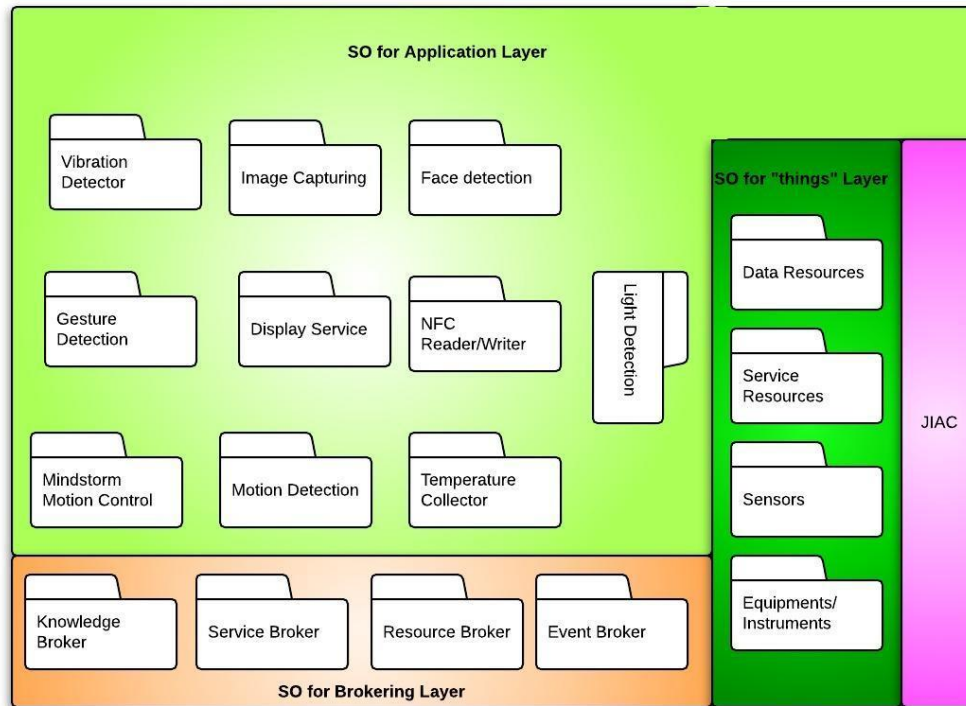 SO for Application Layer
Vibration
Detector
Image Capturing
Face detection
Gesture
Detection
Display Service
NFC
Reader/Writer
Light Detection
Mindstorm
Motion Control
Motion Detection
Temperature
Collector
SO for "things" Layer
Data Resources
Service
Resources
Sensors
Equipments/
Instruments
JIAC
Knowledge
Broker
Service Broker
Resource Broker
Event Broker
SO for Brokering Layer